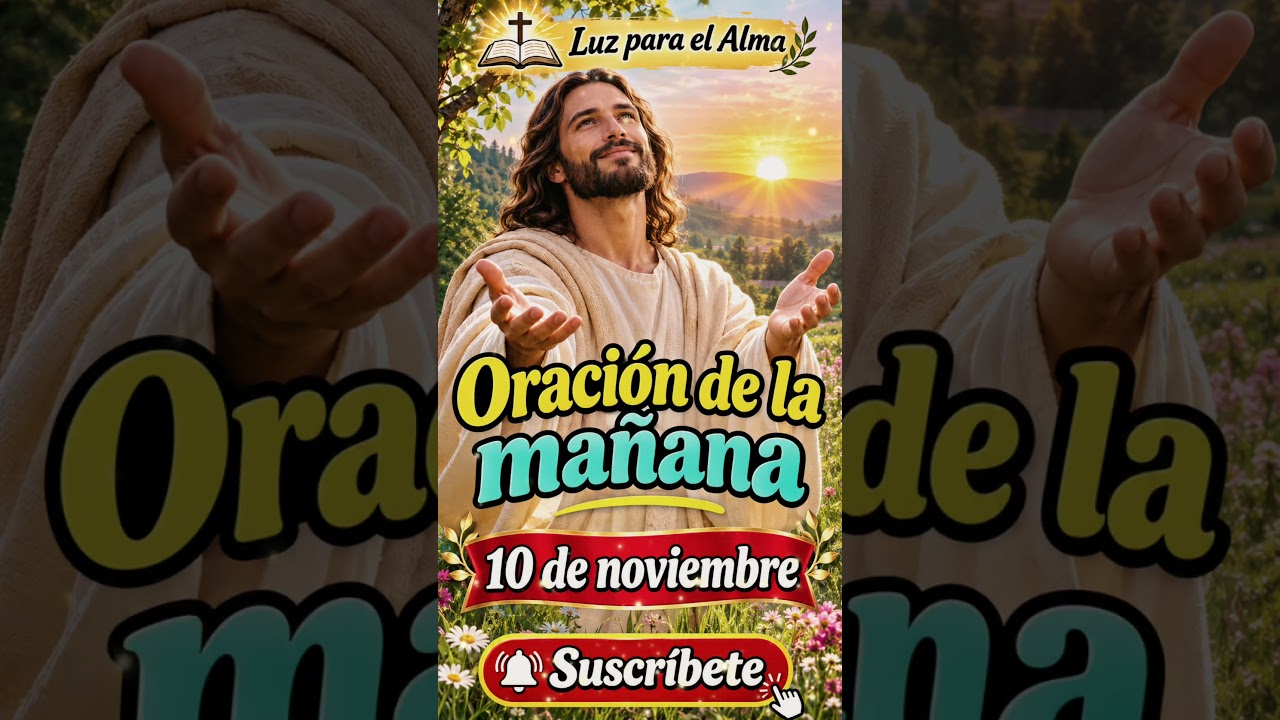 Luz para el Alma
Oración de la
mañana
10 de noviembre
Suscríbete